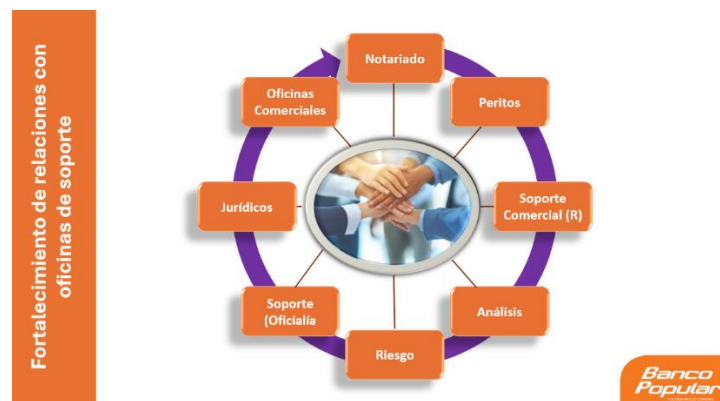 Fortalecimiento de relaciones con
oficinas de soporte
Notariado
Peritos
Soporte
Comercial (R)
Análisis
Riesgo
Soporte
(Oficialía
Jurídicos
Oficinas
Comerciales
Banco
Popular